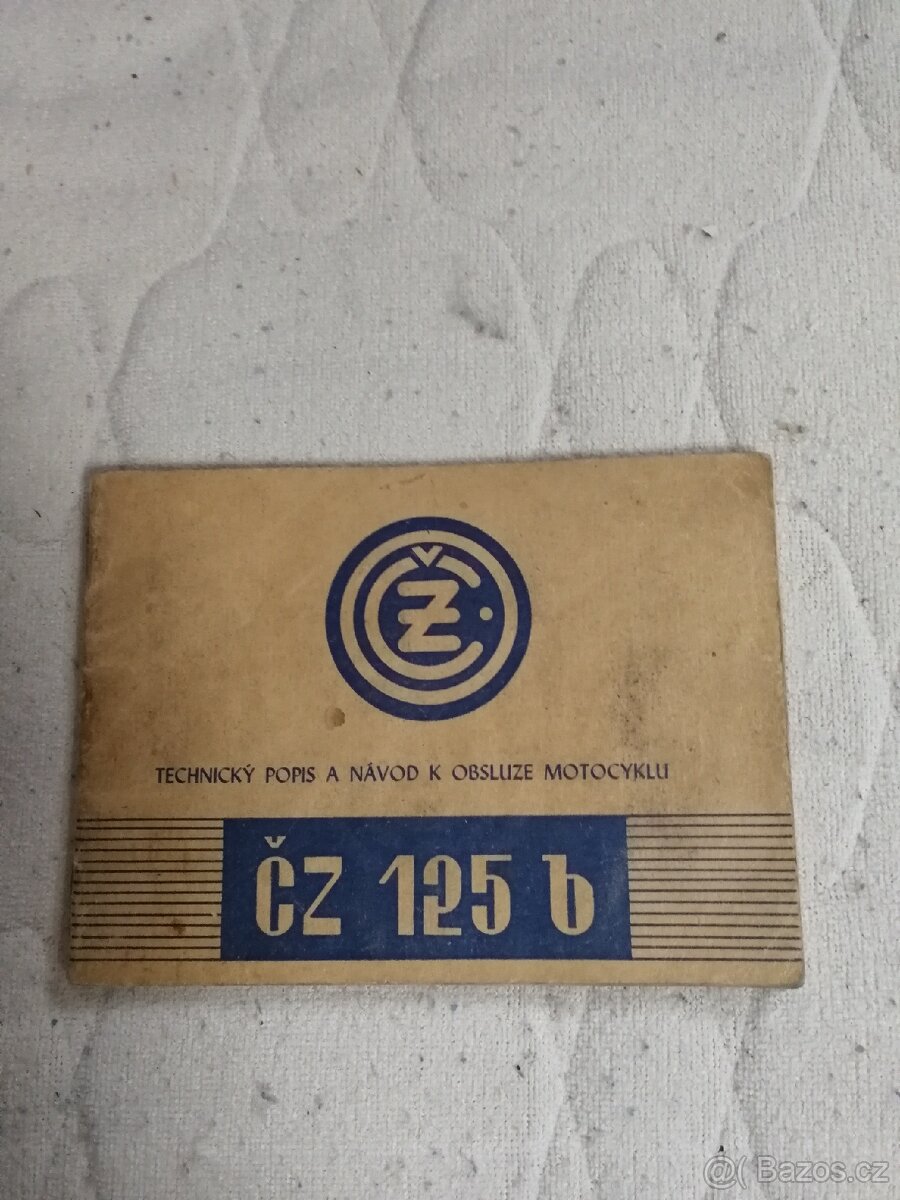 ČZ
TECHNICKÝ POPIS A NÁVOD K OBSLUZE MOTOCYKLU
ČZ 125 b
@( Bazos.cz